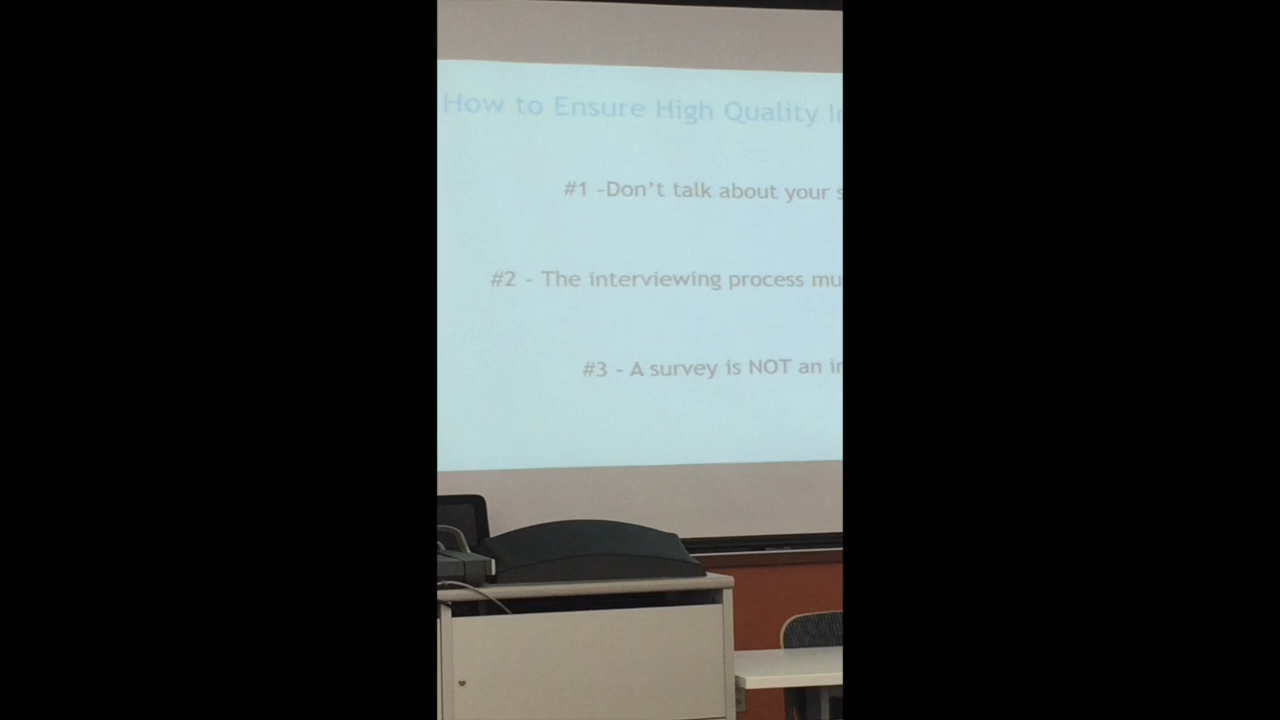 How to Ensure High Quality
#1 -Don't talk about your
#2 - The interviewing process
#3 - A survey is NOT an